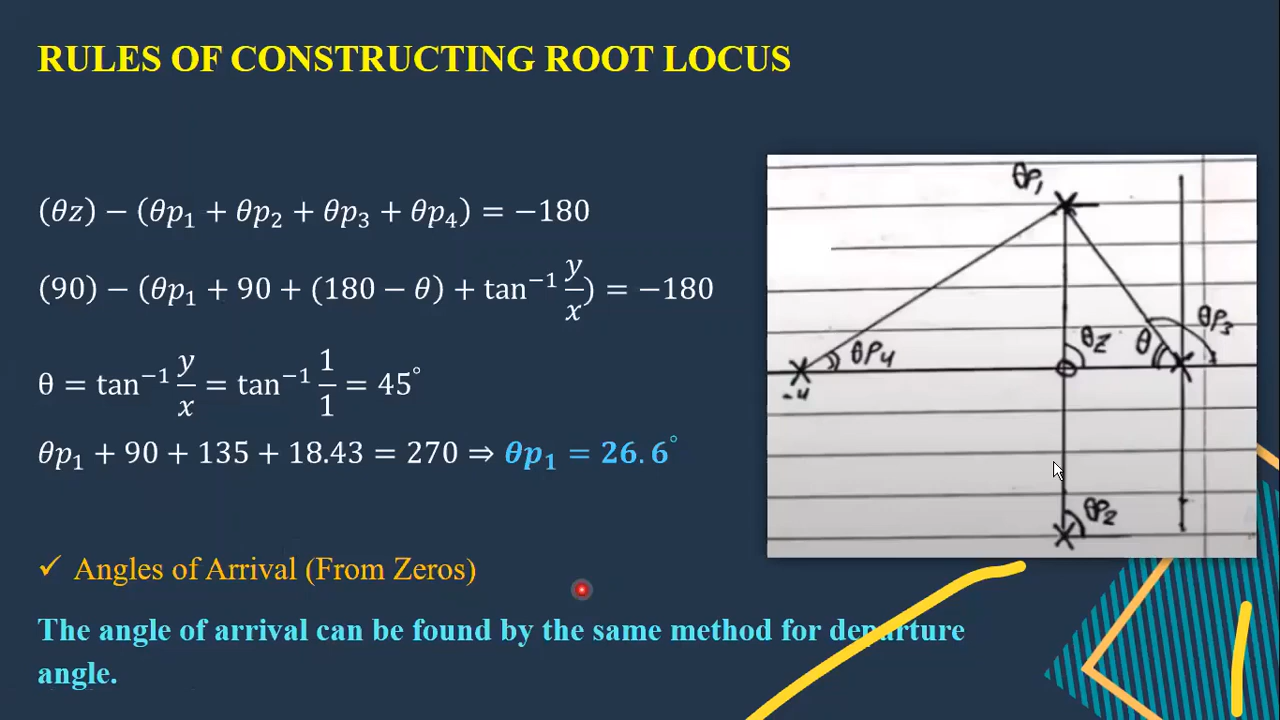 RULES OF CONSTRUCTING ROOT LOCUS
(θz) − (θp₁ + θp₂ + θp₃ + θp₄) = −180
(90) − (θp₁ + 90 + (180 − θ) + tan⁻¹ y/x) = −180
θ = tan⁻¹ y/x = tan⁻¹ 1/1 = 45°
θp₁ + 90 + 135 + 18.43 = 270 ⇒ θp₁ = 26.6°
θP₁
θP₃
θz
θ
θP4
-4
θP₂
✓ Angles of Arrival (From Zeros)
The angle of arrival can be found by the same method for departure
angle.